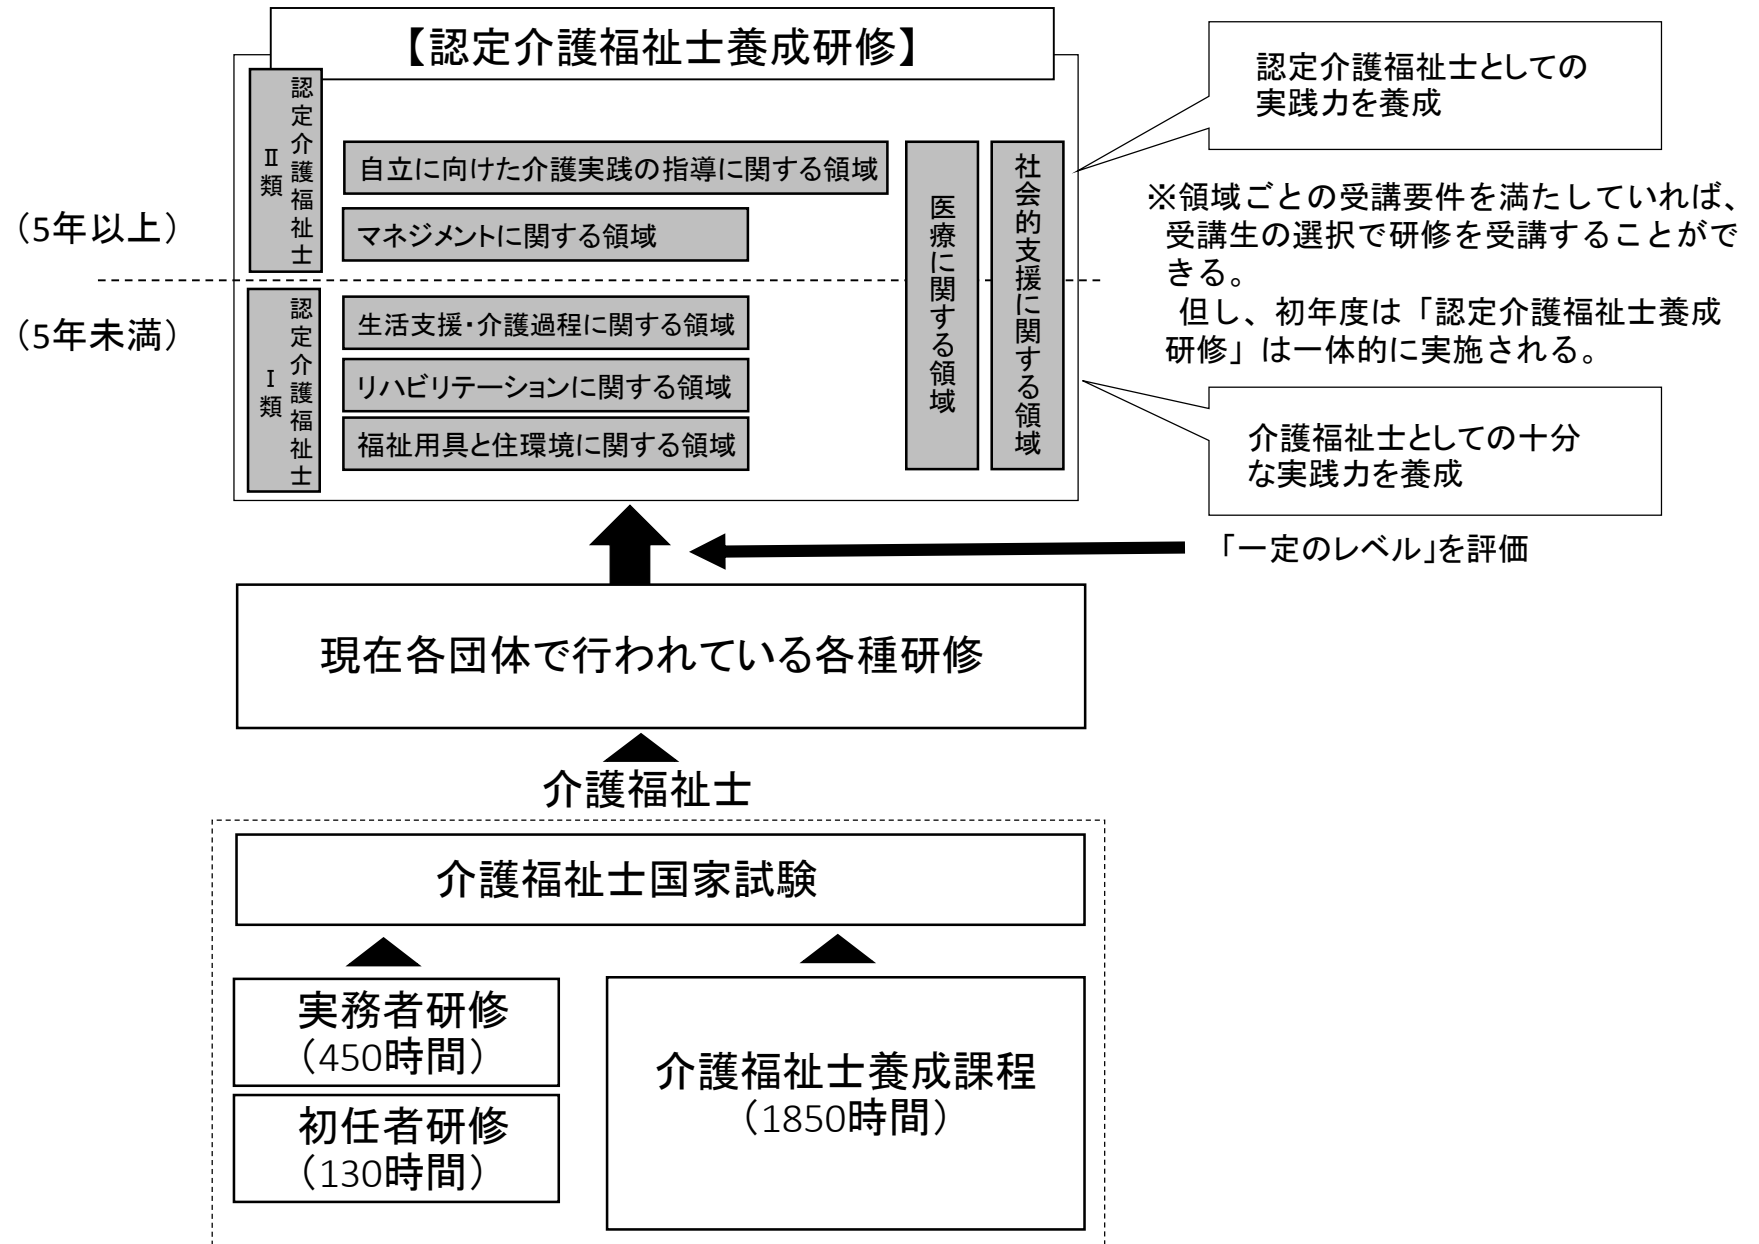 【認定介護福祉士養成研修】
認定介護福祉士としての
実践力を養成
認定介護福祉士
Ⅱ類
自立に向けた介護実践の指導に関する領域
マネジメントに関する領域
医療に関する領域
社会的支援に関する領域
（5年以上）
※領域ごとの受講要件を満たしていれば、
受講生の選択で研修を受講することがで
きる。
但し、初年度は「認定介護福祉士養成
研修」は一体的に実施される。
（5年未満）
認定介護福祉士
Ⅰ類
生活支援・介護過程に関する領域
リハビリテーションに関する領域
福祉用具と住環境に関する領域
介護福祉士としての十分
な実践力を養成
「一定のレベル」を評価
現在各団体で行われている各種研修
介護福祉士
介護福祉士国家試験
実務者研修
（450時間）
初任者研修
（130時間）
介護福祉士養成課程
（1850時間）